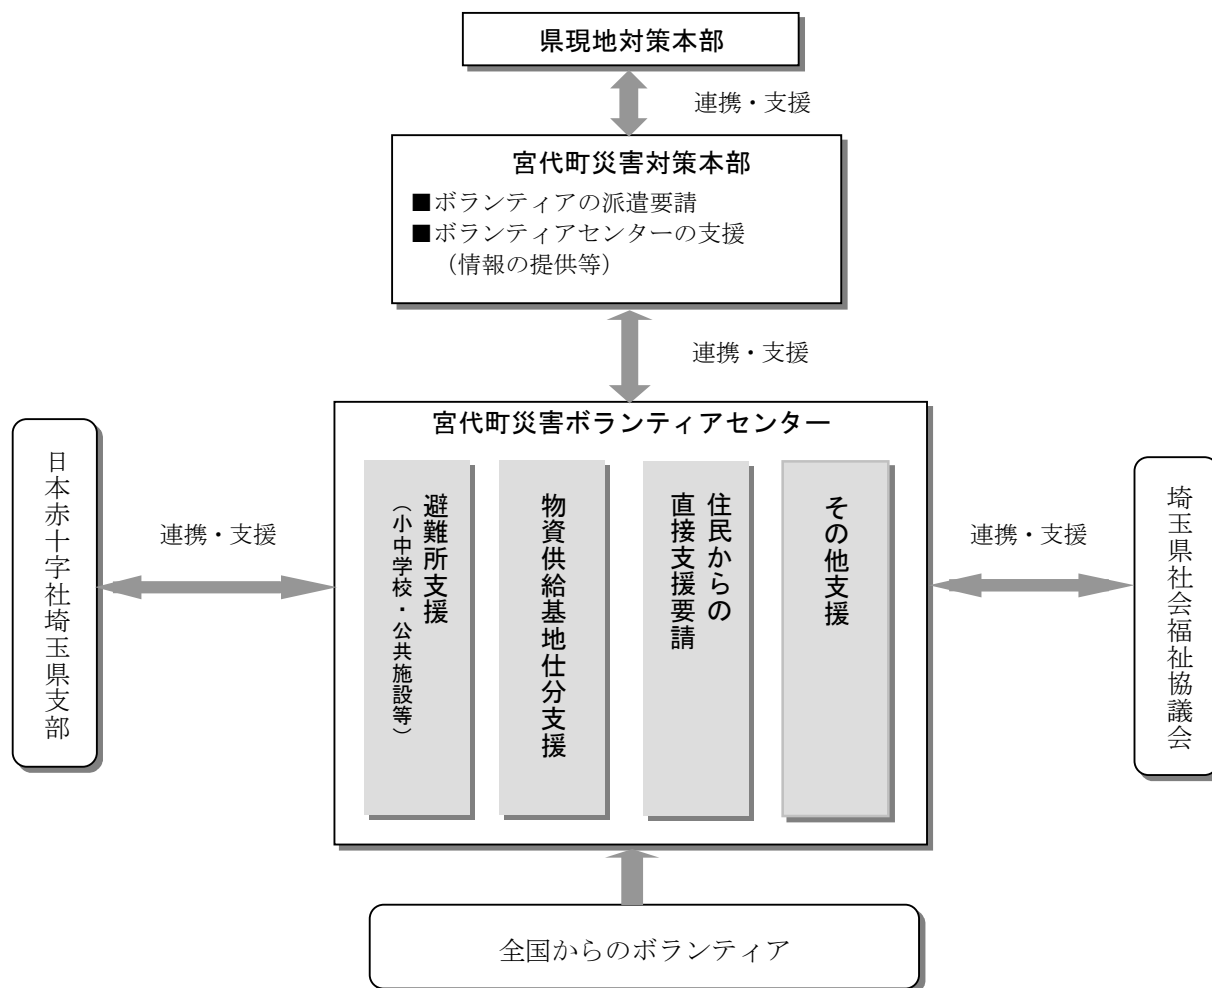 県現地対策本部
連携・支援
宮代町災害対策本部
■ボランティアの派遣要請
■ボランティアセンターの支援
（情報の提供等）
連携・支援
宮代町災害ボランティアセンター
日本赤十字社埼玉県支部
連携・支援
避難所支援
（小中学校・公共施設等）
物資供給基地仕分支援
住民からの
直接支援要請
その他支援
連携・支援
埼玉県社会福祉協議会
全国からのボランティア